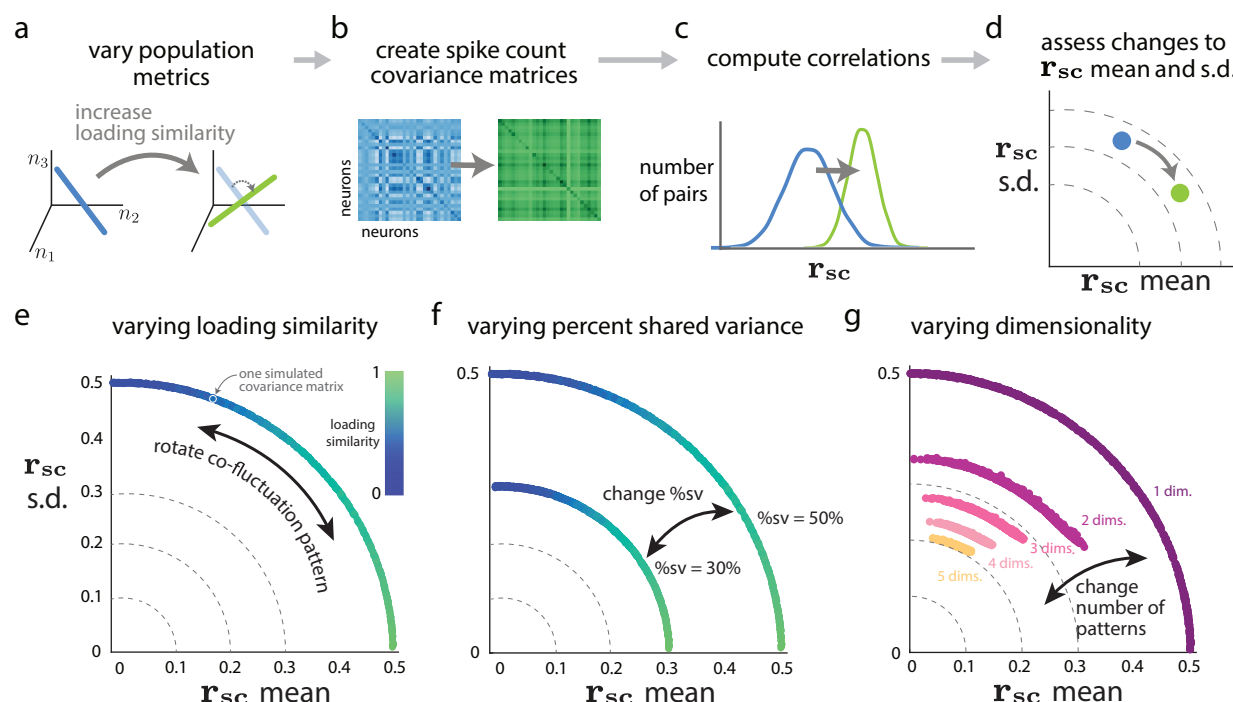 a
vary population
metrics
increase
loading similarity
n3
n2
n1
b
create spike count
covariance matrices
neurons
neurons
c
compute correlations
number
of pairs
rsc
d
assess changes to
rsc mean and s.d.
rsc
s.d.
rsc mean
e
varying loading similarity
0.5
0.4
0.3
0.2
0.1
0
rsc
s.d.
one simulated
covariance matrix
1
loading
similarity
0
rotate co-fluctuation pattern
0 0.1 0.2 0.3 0.4 0.5
rsc mean
f
varying percent shared variance
0.5
0
change %sv
%sv = 50%
%sv = 30%
0 0.1 0.2 0.3 0.4 0.5
rsc mean
g
varying dimensionality
0.5
0
1 dim.
2 dims.
3 dims.
4 dims.
5 dims.
change
number of
patterns
0 0.1 0.2 0.3 0.4 0.5
rsc mean